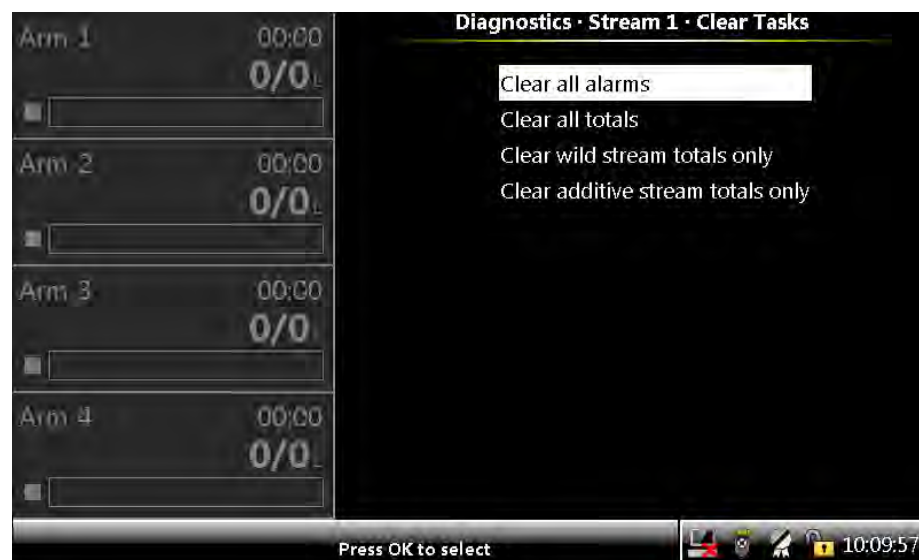 Arm 1 00:00
0/0 L
Arm 2 00:00
0/0 L
Arm 3 00:00
0/0
Arm 4 00:00
0/0 L
Diagnostics · Stream 1 · Clear Tasks
Clear all alarms
Clear all totals
Clear wild stream totals only
Clear additive stream totals only
Press OK to select
10:09:57